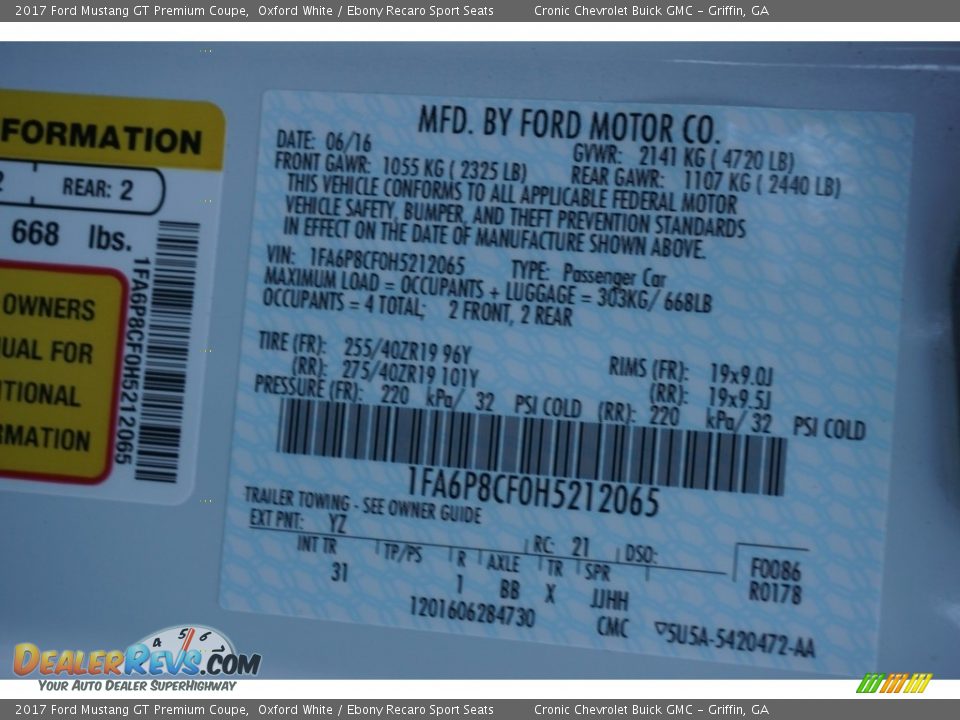 2017 Ford Mustang GT Premium Coupe, Oxford White / Ebony Recaro Sport Seats Cronic Chevrolet Buick GMC – Griffin, GA
FORMATION
REAR: 2
668 lbs.
OWNERS
UAL FOR
ITIONAL
RMATION
1FA6P8CF0H5212065
MFD. BY FORD MOTOR CO.
DATE: 06/16 GVWR: 2141 KG ( 4720 LB)
FRONT GAWR: 1055 KG ( 2325 LB) REAR GAWR: 1107 KG ( 2440 LB)
THIS VEHICLE CONFORMS TO ALL APPLICABLE FEDERAL MOTOR
VEHICLE SAFETY, BUMPER, AND THEFT PREVENTION STANDARDS
IN EFFECT ON THE DATE OF MANUFACTURE SHOWN ABOVE.
VIN: 1FA6P8CF0H5212065 TYPE: Passenger Car
MAXIMUM LOAD = OCCUPANTS + LUGGAGE = 303KG/ 668LB
OCCUPANTS = 4 TOTAL; 2 FRONT, 2 REAR
TIRE (FR): 255/40ZR19 96Y RIMS (FR): 19x9.0J
(RR): 275/40ZR19 101Y (RR): 19x9.5J
PRESSURE (FR): 220 kPa/ 32 PSI COLD (RR): 220 kPa/ 32 PSI COLD
1FA6P8CF0H5212065
TRAILER TOWING - SEE OWNER GUIDE
EXT PNT: YZ RC: 21 DSO:
INT TR TP/PS R AXLE TR SPR F0086
31 1 BB X JJHH R0178
1201606284730 CMC ▽5U5A-5420472-AA
4 5 6
DEALERREVS.COM
YOUR AUTO DEALER SUPERHIGHWAY
2017 Ford Mustang GT Premium Coupe, Oxford White / Ebony Recaro Sport Seats Cronic Chevrolet Buick GMC – Griffin, GA